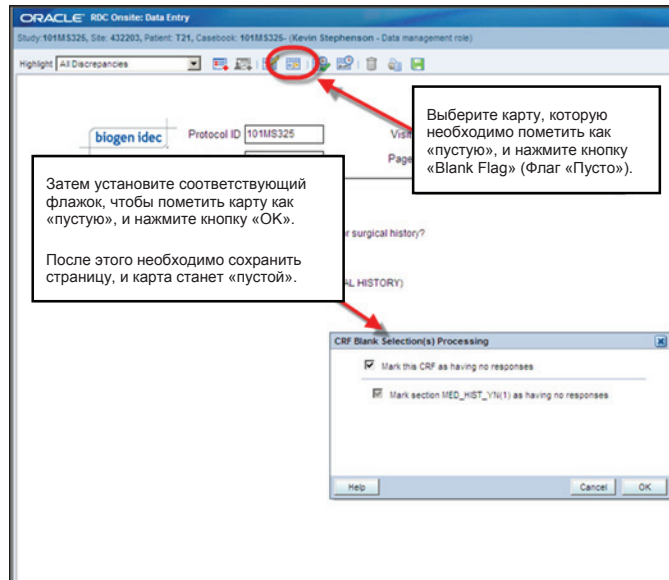 ORACLE RDC Onsite: Data Entry
Study:101MS325, Site: 432203, Patient: T21, Casebook: 101MS325- (Kevin Stephenson - Data management role)
Highlight All Discrepancies
Выберите карту, которую
необходимо пометить как
«пустую», и нажмите кнопку
«Blank Flag» (Флаг «Пусто»).
biogen idec
Protocol ID 101MS325
Visi
Page
Затем установите соответствующий
флажок, чтобы пометить карту как
«пустую», и нажмите кнопку «OK».
После этого необходимо сохранить
страницу, и карта станет «пустой».
r surgical history?
AL HISTORY)
CRF Blank Selection(s) Processing
Mark this CRF as having no responses
Mark section MED_HIST_YN(1) as having no responses
Help
Cancel
OK